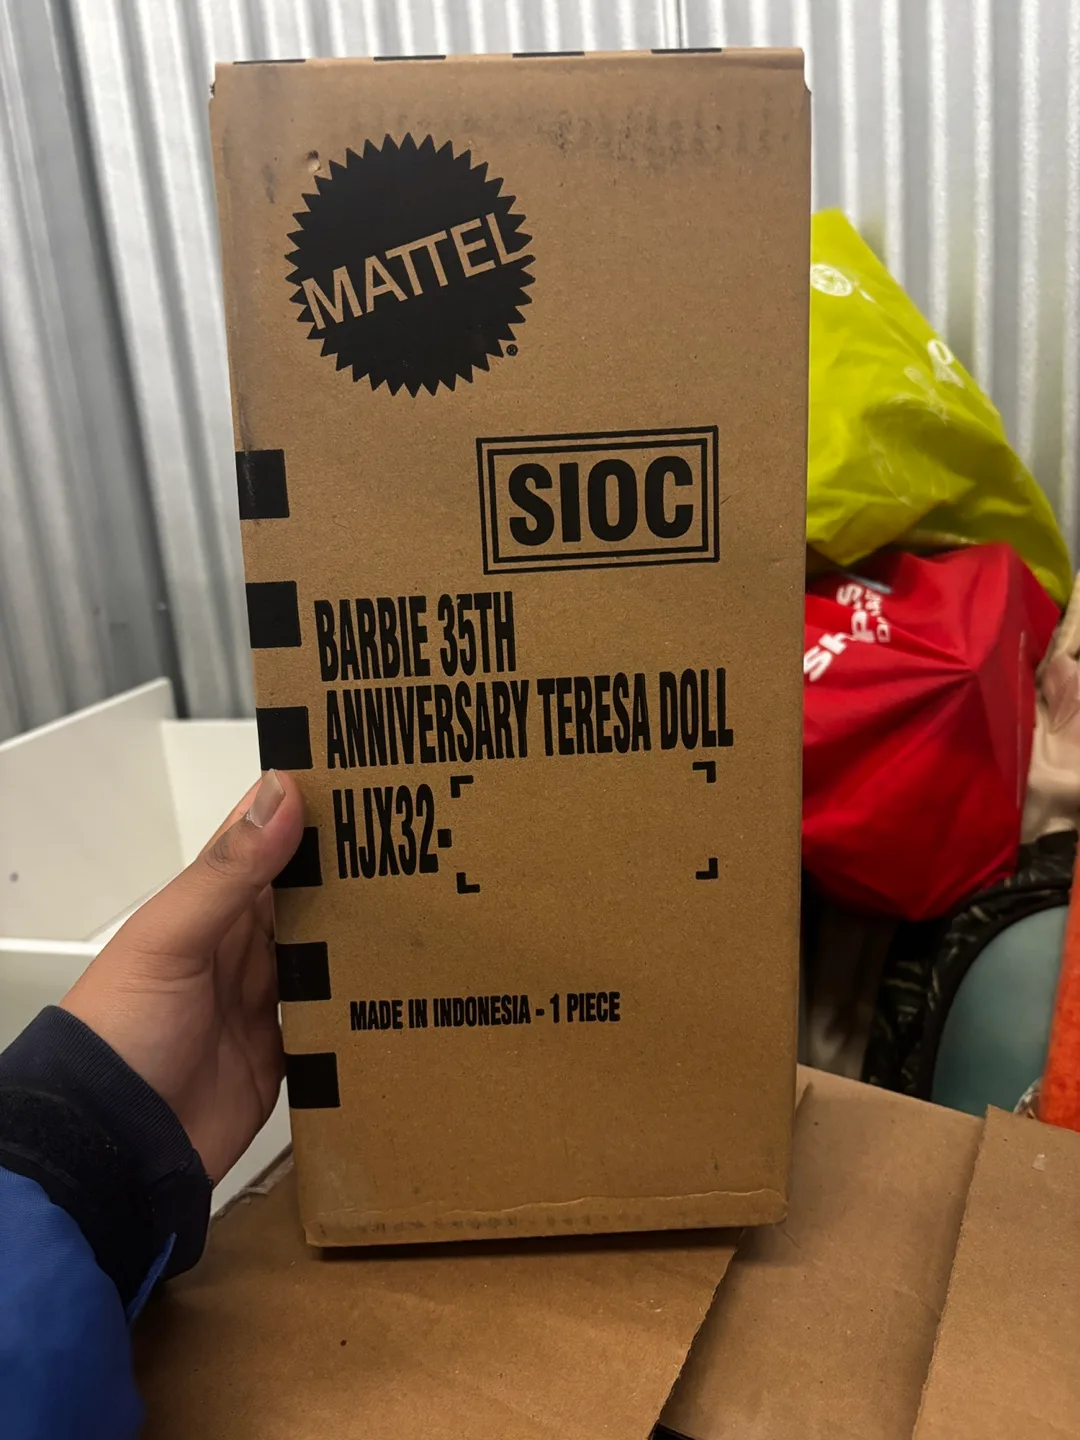 MATTEL
®
SIOC
BARBIE 35TH
ANNIVERSARY TERESA DOLL
HJX32-
MADE IN INDONESIA - 1 PIECE